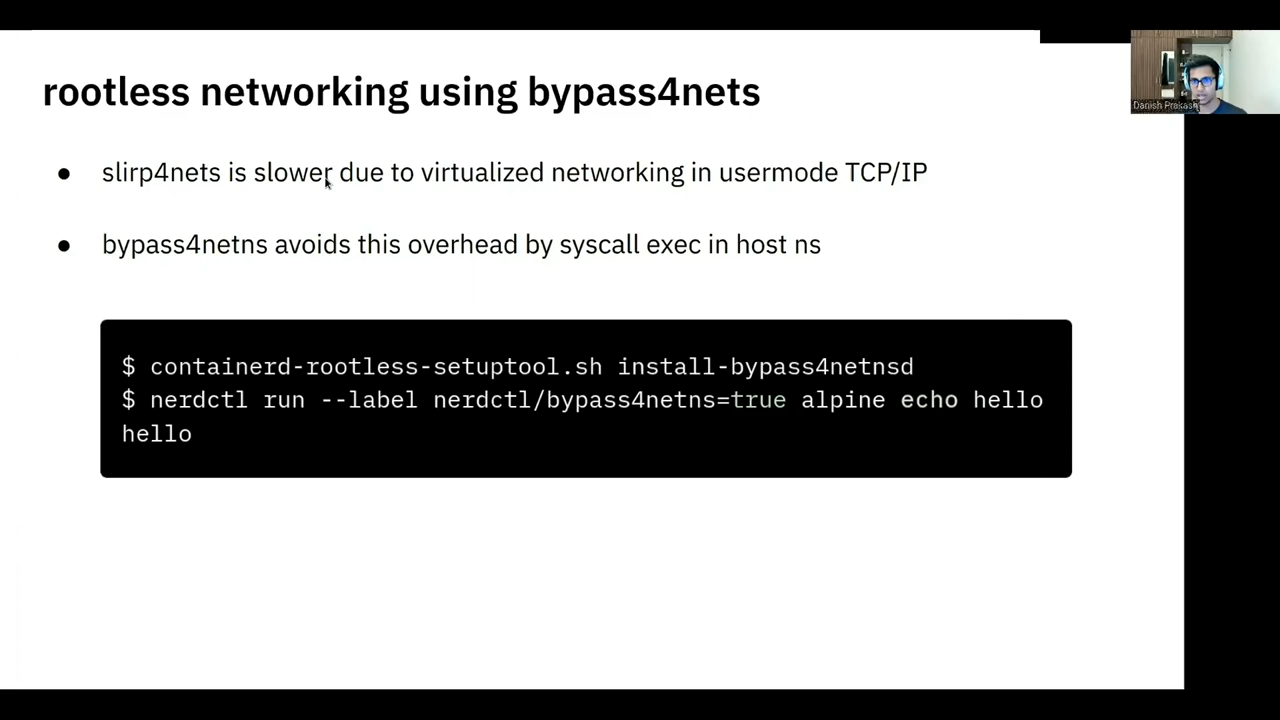 rootless networking using bypass4nets
Danish Prakash
● slirp4nets is slower due to virtualized networking in usermode TCP/IP
● bypass4netns avoids this overhead by syscall exec in host ns
$ containerd-rootless-setuptool.sh install-bypass4netnsd
$ nerdctl run --label nerdctl/bypass4netns=true alpine echo hello
hello